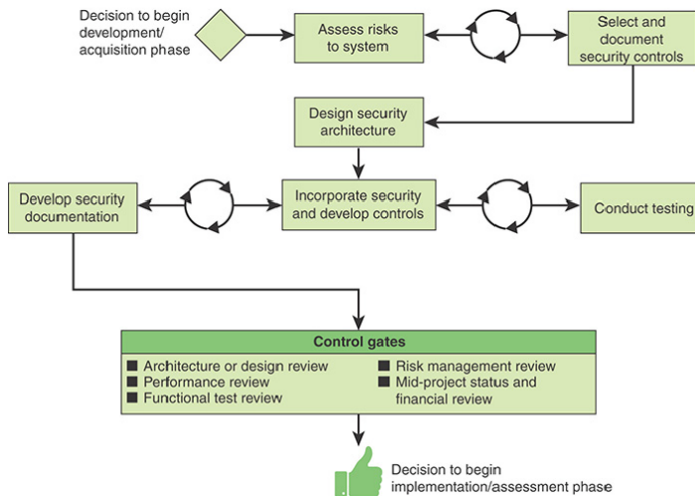 Decision to begin
development/
acquisition phase
Assess risks
to system
Select and
document
security controls
Design security
architecture
Develop security
documentation
Incorporate security
and develop controls
Conduct testing
Control gates
Architecture or design review
Performance review
Functional test review
Risk management review
Mid-project status and
financial review
Decision to begin
implementation/assessment phase